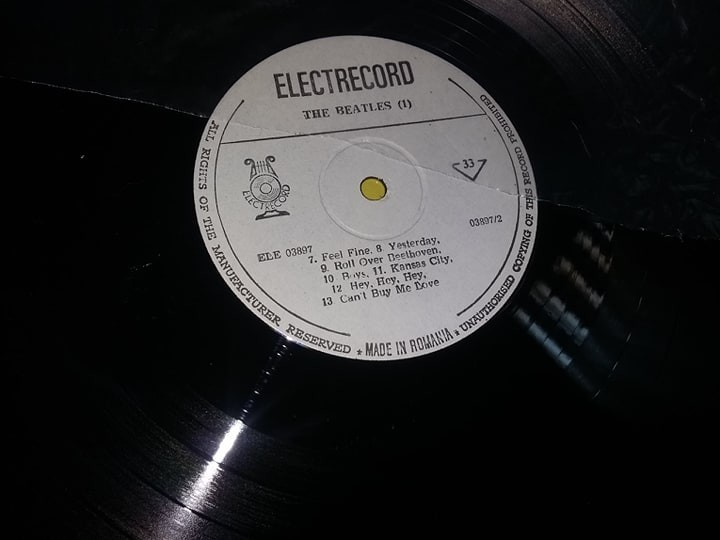 ELECTRECORD
THE BEATLES (1)
33
ELECTRECORD
ELE 03897
03897/2
7. Feel Fine. 8 Yesterday,
9. Roll Over Beethoven,
10 Boys, 11. Kansas City,
12 Hey, Hey, Hey,
13 Can't Buy Me Love
ALL RIGHTS OF THE MANUFACTURER RESERVED ★ MADE IN ROMANIA ★ UNAUTHORISED COPYING OF THIS RECORD PROHIBITED